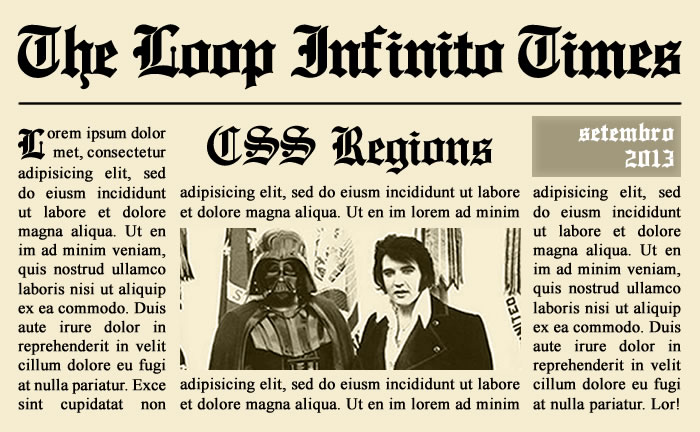 The Loop Infinito Times
Lorem ipsum dolor
met, consectetur
adipisicing elit, sed
do eiusm incididunt
ut labore et dolore
magna aliqua. Ut en
im ad minim veniam,
quis nostrud ullamco
laboris nisi ut aliquip
ex ea commodo. Duis
aute irure dolor in
reprehenderit in velit
cillum dolore eu fugi
at nulla pariatur. Exce
sint cupidatat non
CSS Regions
adipisicing elit, sed do eiusm incididunt ut labore
et dolore magna aliqua. Ut en im lorem ad minim
UNITED
adipisicing elit, sed do eiusm incididunt ut labore
et dolore magna aliqua. Ut en im lorem ad minim
setembro
2013
adipisicing elit, sed
do eiusm incididunt
ut labore et dolore
magna aliqua. Ut en
im ad minim veniam,
quis nostrud ullamco
laboris nisi ut aliquip
ex ea commodo. Duis
aute irure dolor in
reprehenderit in velit
cillum dolore eu fugi
at nulla pariatur. Lor!